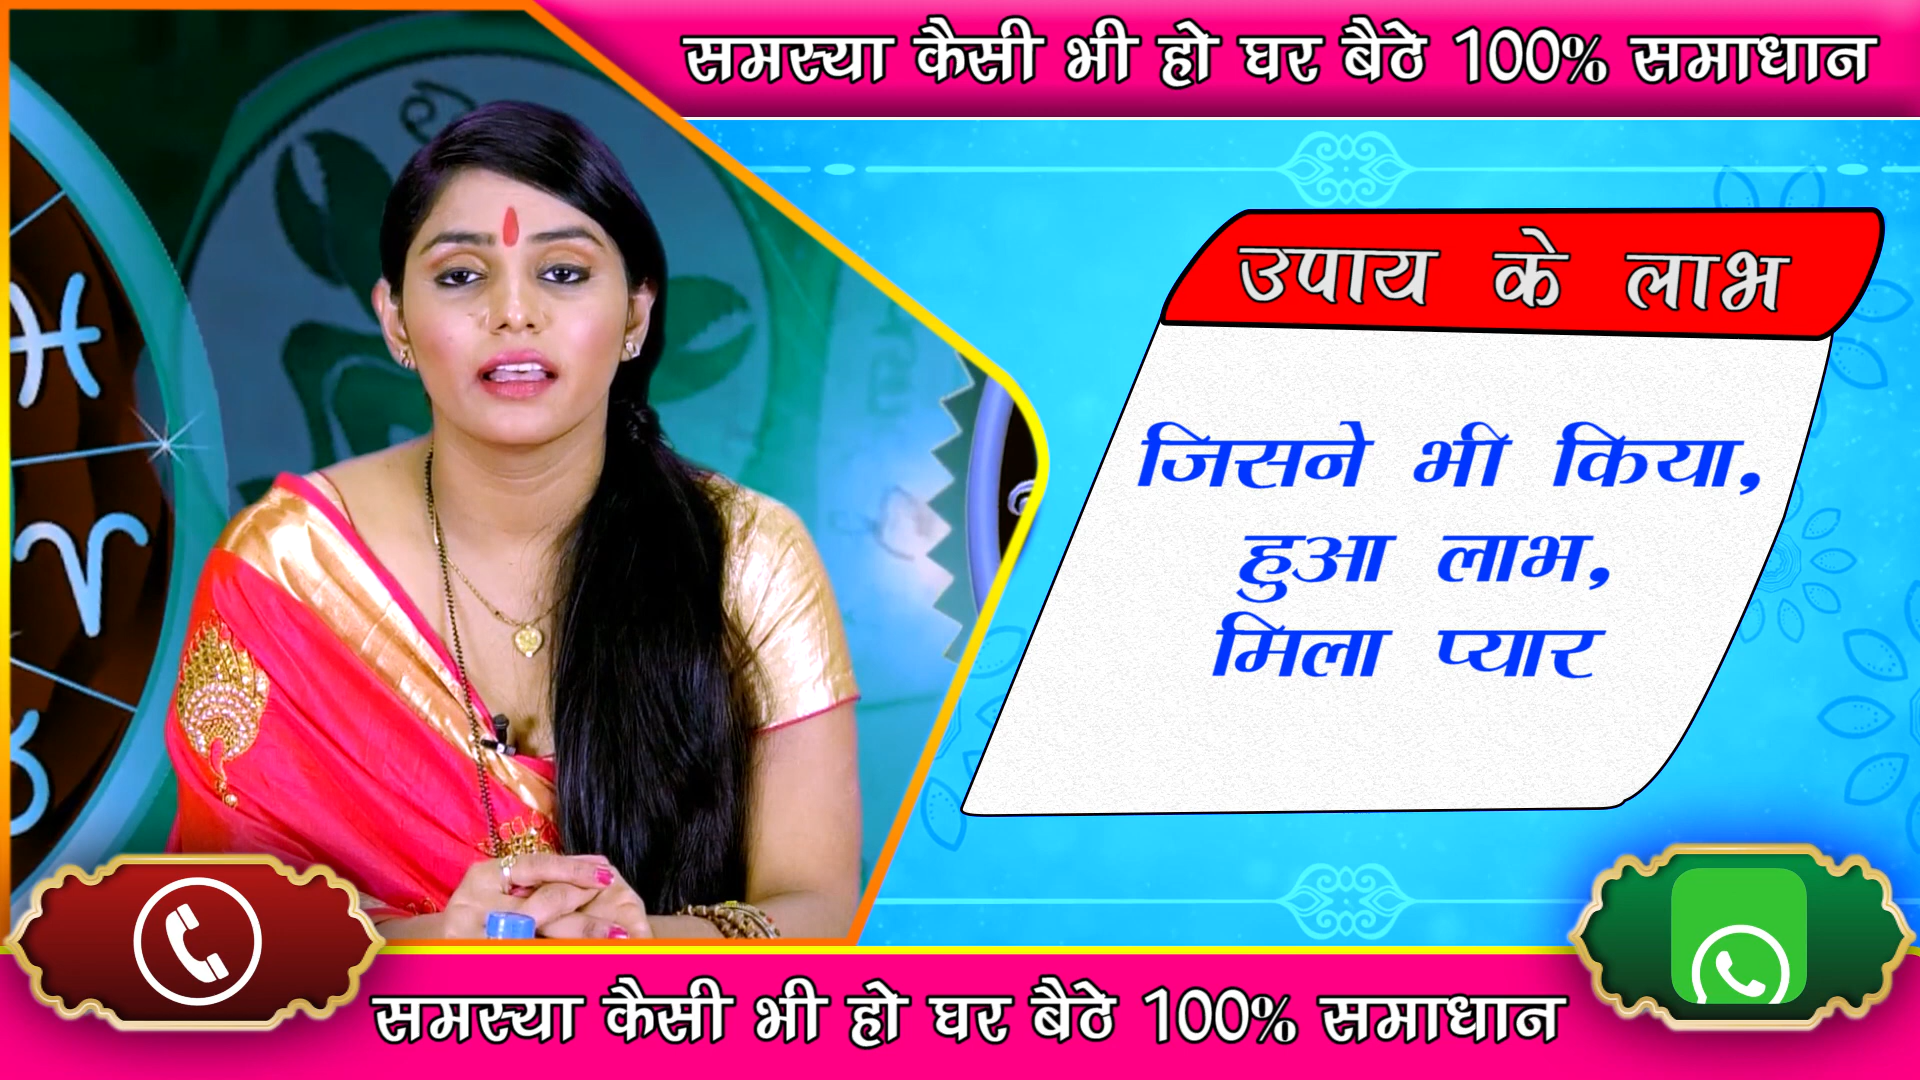 समस्या कैसी भी हो घर बैठे 100% समाधान
उपाय के लाभ
जिसने भी किया,
हुआ लाभ,
मिला प्यार
समस्या कैसी भी हो घर बैठे 100% समाधान